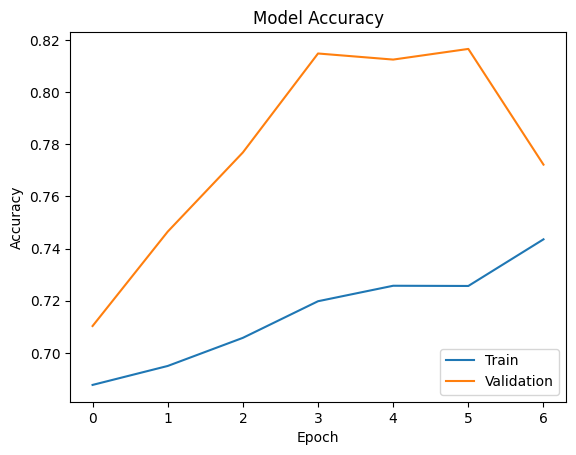 Model Accuracy
0.82
0.80
0.78
0.76
0.74
0.72
0.70
Accuracy
Train
Validation
0 1 2 3 4 5 6
Epoch